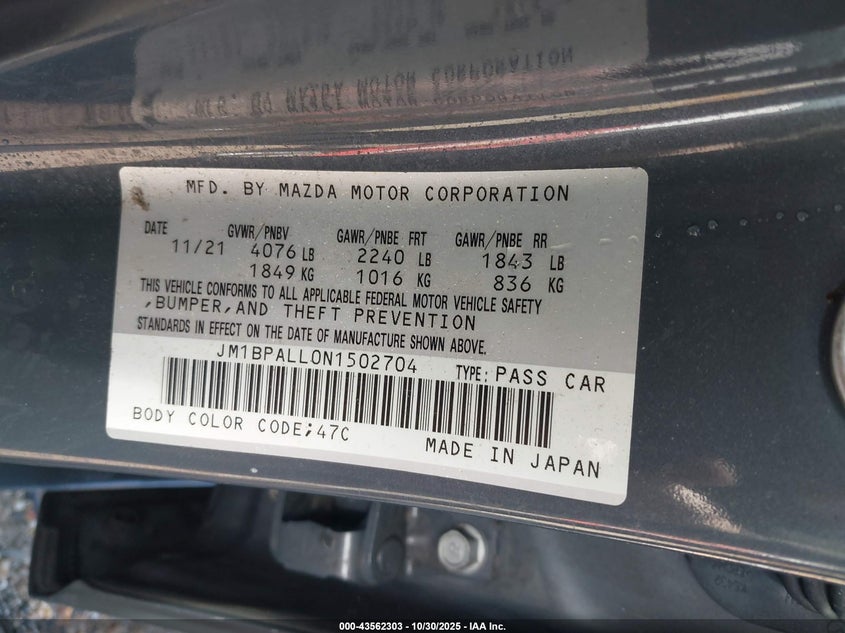 MFD. BY MAZDA MOTOR CORPORATION
DATE GVWR/PNBV GAWR/PNBE FRT GAWR/PNBE RR
11/21 4076 LB 2240 LB 1843 LB
1849 KG 1016 KG 836 KG
THIS VEHICLE CONFORMS TO ALL APPLICABLE FEDERAL MOTOR VEHICLE SAFETY
,BUMPER,AND THEFT PREVENTION
STANDARDS IN EFFECT ON THE DATE OF MANUFACTURE SHOWN ABOVE.
JM1BPALL0N1502704 TYPE: PASS CAR
BODY COLOR CODE;47C
MADE IN JAPAN
000-43562303 | 10/30/2025 - IAA Inc.